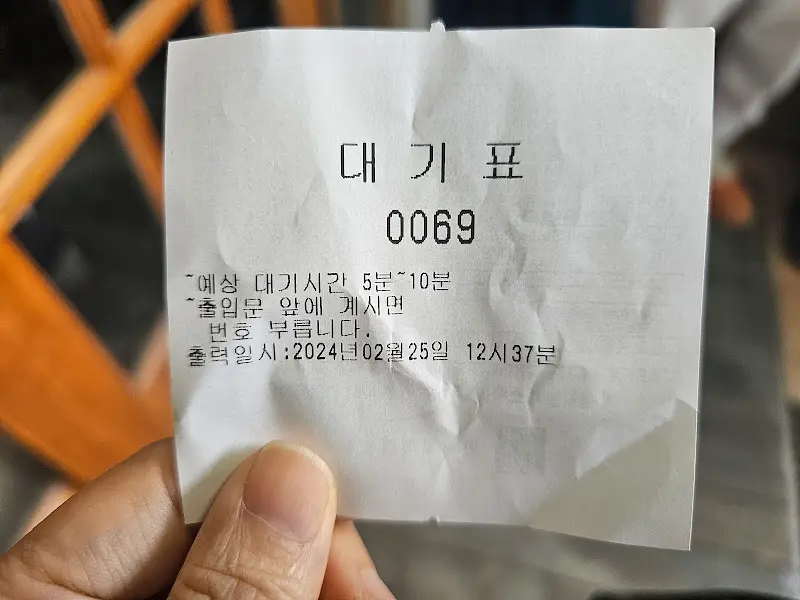 대 기 표
0069
~예상 대기시간 5분~10분
~출입문 앞에 계시면
번호 부릅니다.
출력일시:2024년02월25일 12시37분